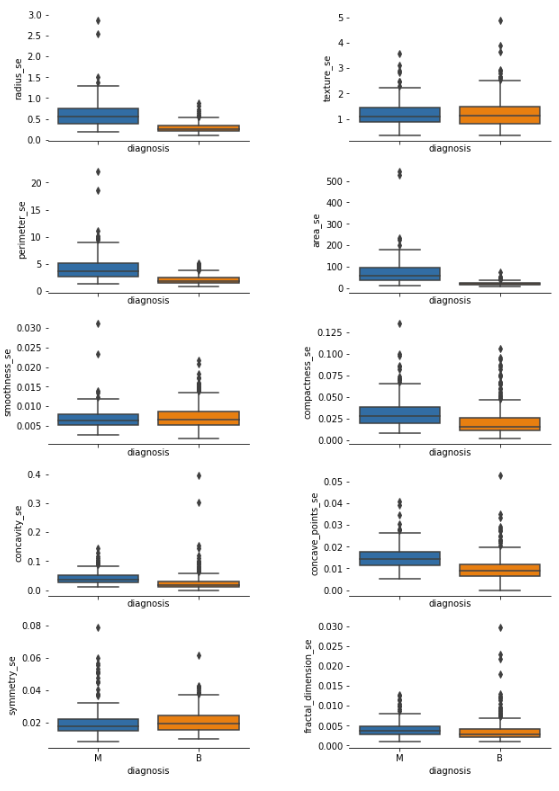 radius_se
3.0
2.5
2.0
1.5
1.0
0.5
0.0
diagnosis
texture_se
5
4
3
2
1
diagnosis
perimeter_se
20
15
10
5
0
diagnosis
area_se
500
400
300
200
100
0
diagnosis
smoothness_se
0.030
0.025
0.020
0.015
0.010
0.005
diagnosis
compactness_se
0.125
0.100
0.075
0.050
0.025
0.000
diagnosis
concavity_se
0.4
0.3
0.2
0.1
0.0
diagnosis
concave_points_se
0.05
0.04
0.03
0.02
0.01
0.00
diagnosis
symmetry_se
0.08
0.06
0.04
0.02
M B
diagnosis
fractal_dimension_se
0.030
0.025
0.020
0.015
0.010
0.005
0.000
M B
diagnosis